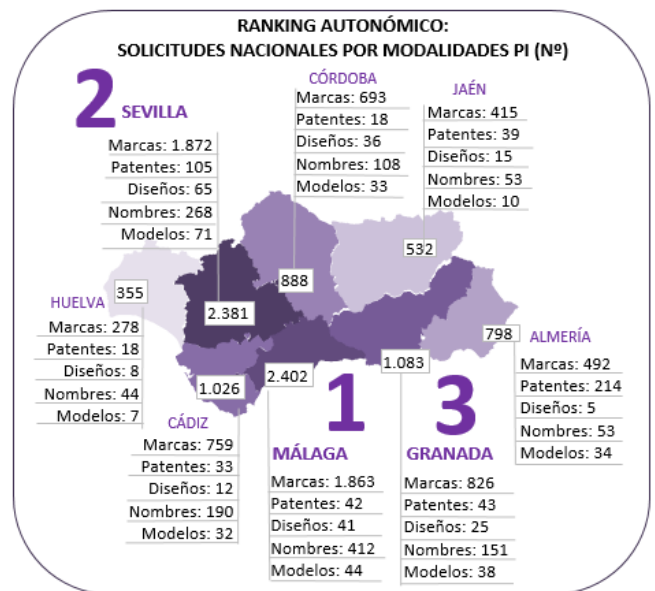 RANKING AUTONÓMICO:
SOLICITUDES NACIONALES POR MODALIDADES PI (Nº)
2 SEVILLA
Marcas: 1.872
Patentes: 105
Diseños: 65
Nombres: 268
Modelos: 71
CÓRDOBA
Marcas: 693
Patentes: 18
Diseños: 36
Nombres: 108
Modelos: 33
JAÉN
Marcas: 415
Patentes: 39
Diseños: 15
Nombres: 53
Modelos: 10
532
888
355
2.381
798
1.083
2.402
1.026
HUELVA
Marcas: 278
Patentes: 18
Diseños: 8
Nombres: 44
Modelos: 7
ALMERÍA
Marcas: 492
Patentes: 214
Diseños: 5
Nombres: 53
Modelos: 34
CÁDIZ
Marcas: 759
Patentes: 33
Diseños: 12
Nombres: 190
Modelos: 32
1
MÁLAGA
Marcas: 1.863
Patentes: 42
Diseños: 41
Nombres: 412
Modelos: 44
3
GRANADA
Marcas: 826
Patentes: 43
Diseños: 25
Nombres: 151
Modelos: 38